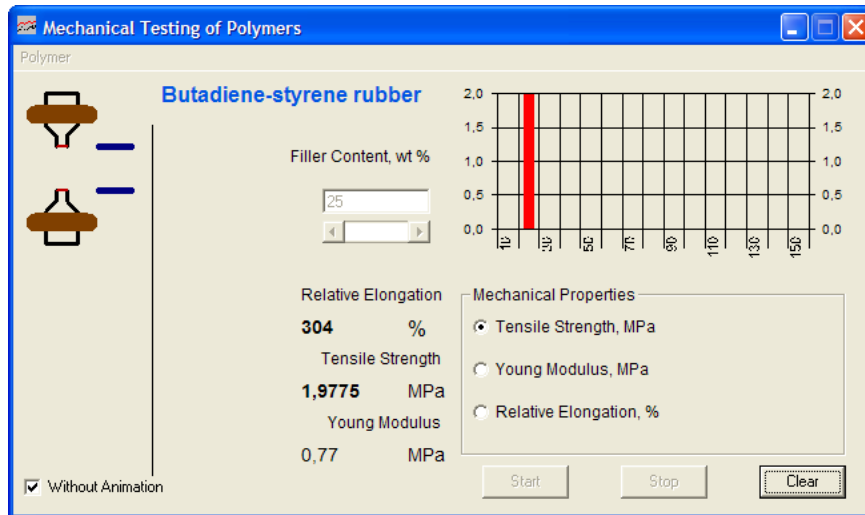 Mechanical Testing of Polymers
Polymer
Butadiene-styrene rubber
Filler Content, wt %
25
2,0 2,0
1,5 1,5
1,0 1,0
0,5 0,5
0,0 0,0
10 30 50 70 90 110 130 150
Relative Elongation
304 %
Tensile Strength
1,9775 MPa
Young Modulus
0,77 MPa
Mechanical Properties
Tensile Strength, MPa
Young Modulus, MPa
Relative Elongation, %
Without Animation
Start Stop Clear